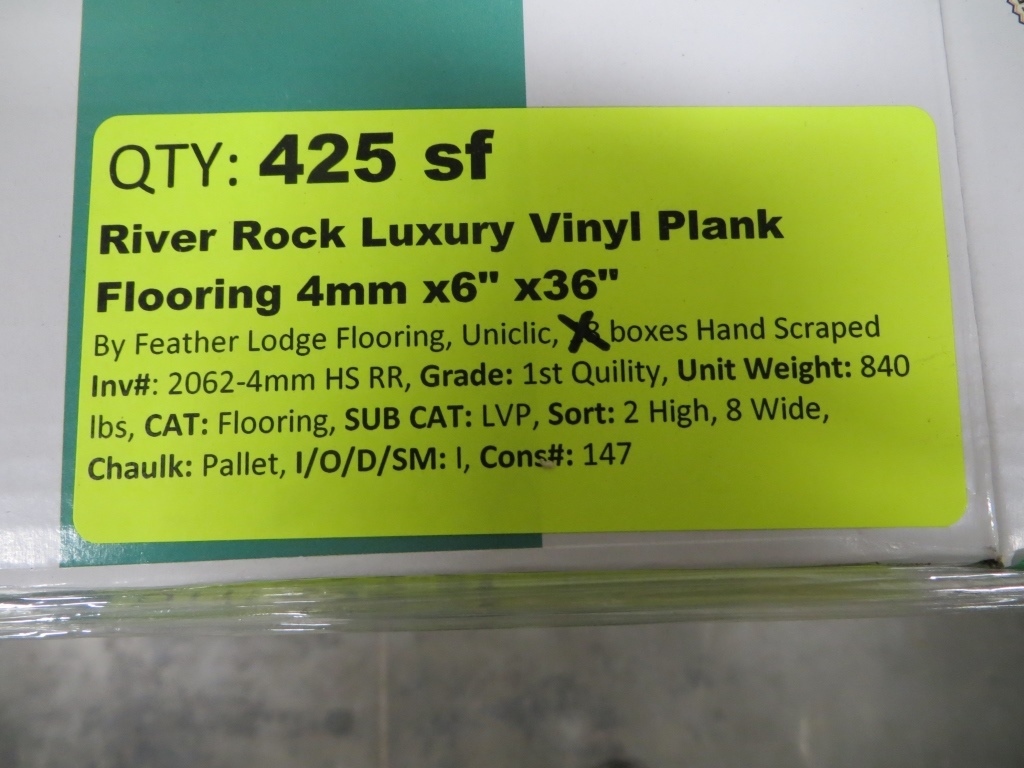 QTY: 425 sf
River Rock Luxury Vinyl Plank
Flooring 4mm x6" x36"
By Feather Lodge Flooring, Uniclic, boxes Hand Scraped
Inv#: 2062-4mm HS RR, Grade: 1st Quility, Unit Weight: 840
lbs, CAT: Flooring, SUB CAT: LVP, Sort: 2 High, 8 Wide,
Chaulk: Pallet, I/O/D/SM: I, Cons#: 147